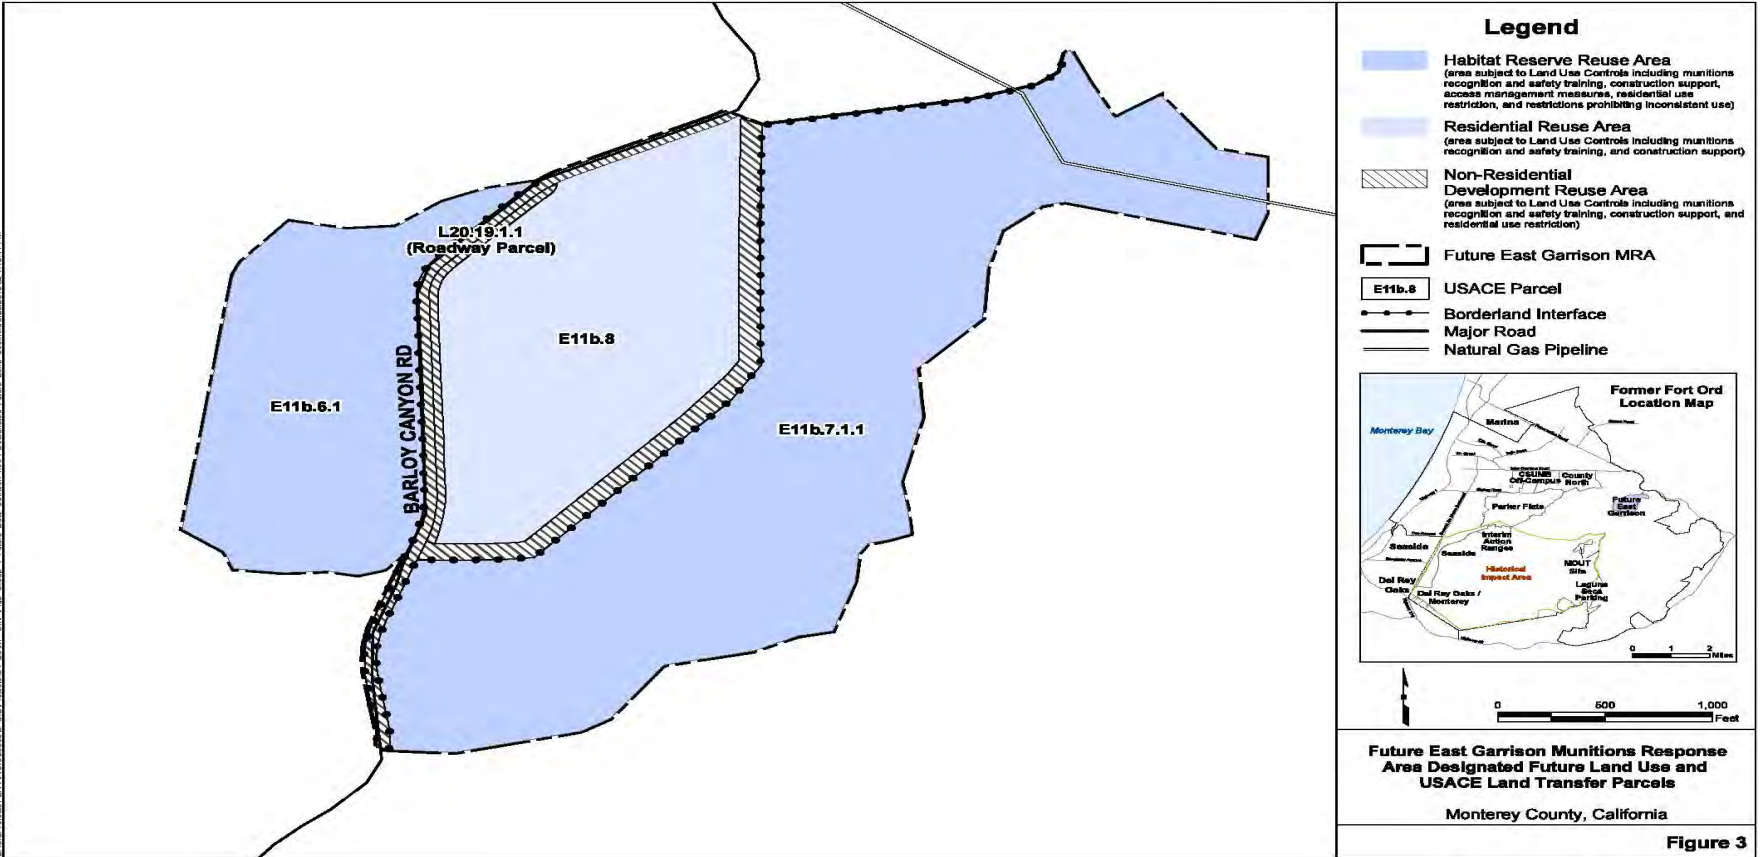 L20.19.1.1
(Roadway Parcel)
E11b.8
BARLOY CANYON RD
E11b.6.1
E11b.7.1.1
Legend
Habitat Reserve Reuse Area
(area subject to Land Use Controls including munitions
recognition and safety training, construction support,
access management measures, residential use
restriction, and restrictions prohibiting inconsistent use)
Residential Reuse Area
(area subject to Land Use Controls including munitions
recognition and safety training, and construction support)
Non-Residential
Development Reuse Area
(area subject to Land Use Controls including munitions
recognition and safety training, construction support, and
residential use restriction)
Future East Garrison MRA
E11b.8
USACE Parcel
Borderland Interface
Major Road
Natural Gas Pipeline
Former Fort Ord
Location Map
Monterey Bay
Marina
CSUMB
Off-Campus
County
North
Future
East
Garrison
Parker Flats
Interim
Action
Ranges
Seaside
Seaside
MOUT
Site
Historical
Impact Area
Del Rey
Oaks
Del Rey Oaks /
Monterey
Laguna
Seca
Parking
0 1 2
Miles
0 500 1,000
Feet
Future East Garrison Munitions Response
Area Designated Future Land Use and
USACE Land Transfer Parcels
Monterey County, California
Figure 3